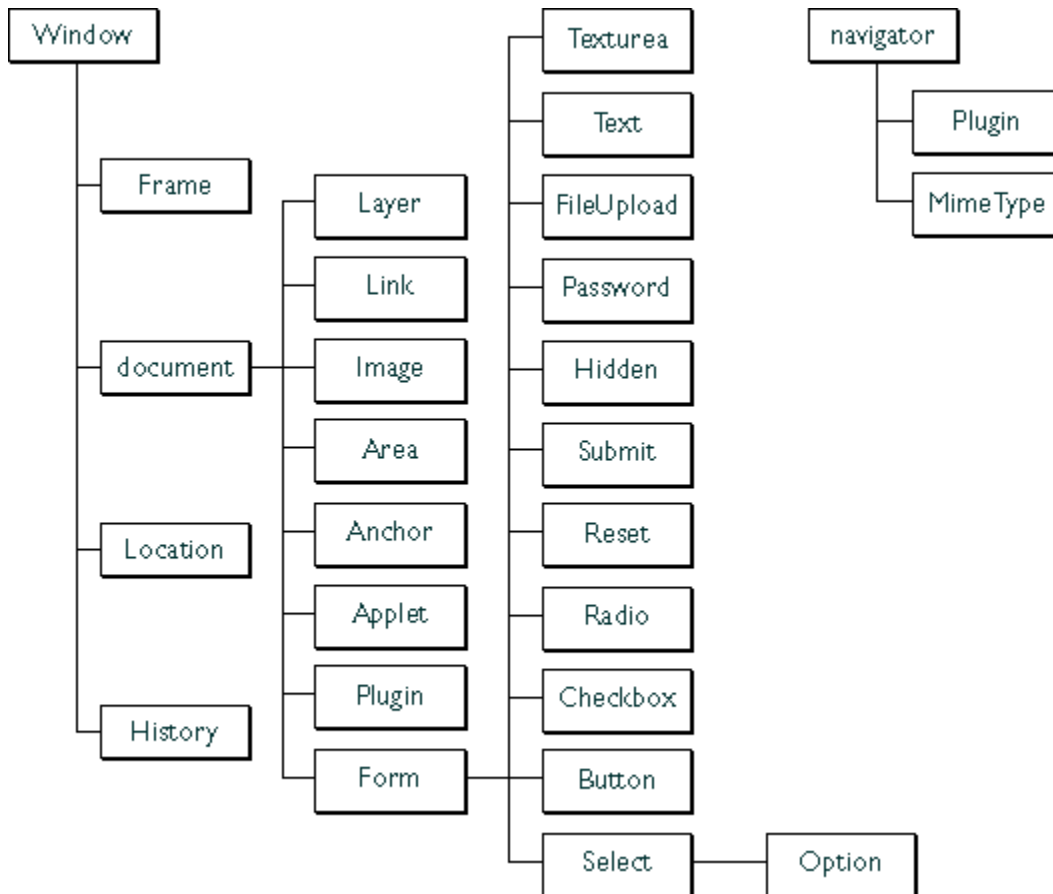 Window
Frame
document
Location
History
Layer
Link
Image
Area
Anchor
Applet
Plugin
Form
Texturea
Text
FileUpload
Password
Hidden
Submit
Reset
Radio
Checkbox
Button
Select
Option
navigator
Plugin
MimeType